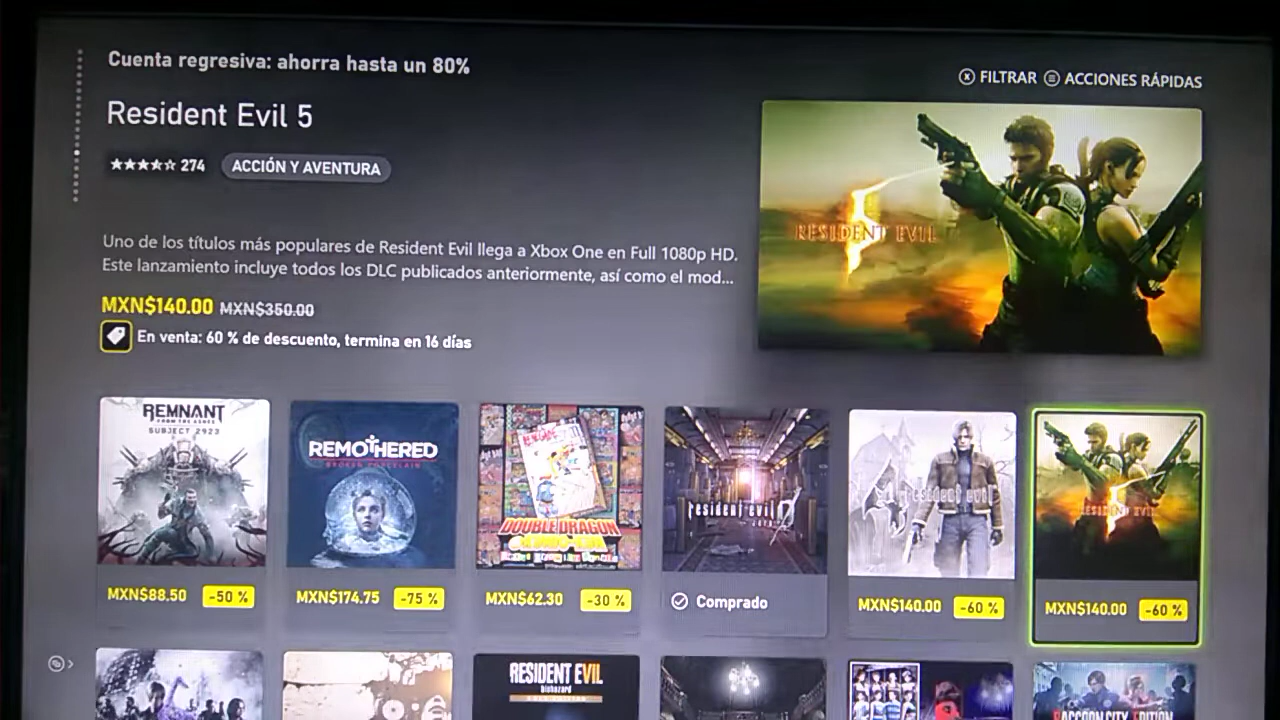 Cuenta regresiva: ahorra hasta un 80%
FILTRAR ACCIONES RÁPIDAS
Resident Evil 5
274 ACCIÓN Y AVENTURA
RESIDENT EVIL
Uno de los títulos más populares de Resident Evil llega a Xbox One en Full 1080p HD.
Este lanzamiento incluye todos los DLC publicados anteriormente, así como el mod...
MXN$140.00 MXN$350.00
En venta: 60 % de descuento, termina en 16 días
REMNANT
FROM THE ASHES
SUBJECT 2923
REMOTHERED
BROKEN PORCELAIN
DOUBLE DRAGON
resident evil
resident evil
RESIDENT EVIL
MXN$88.50 -50 %
MXN$174.75 -75 %
MXN$62.30 -30 %
Comprado
MXN$140.00 -60 %
MXN$140.00 -60 %
RESIDENT EVIL
biohazard
RACCOON CITY EDITION